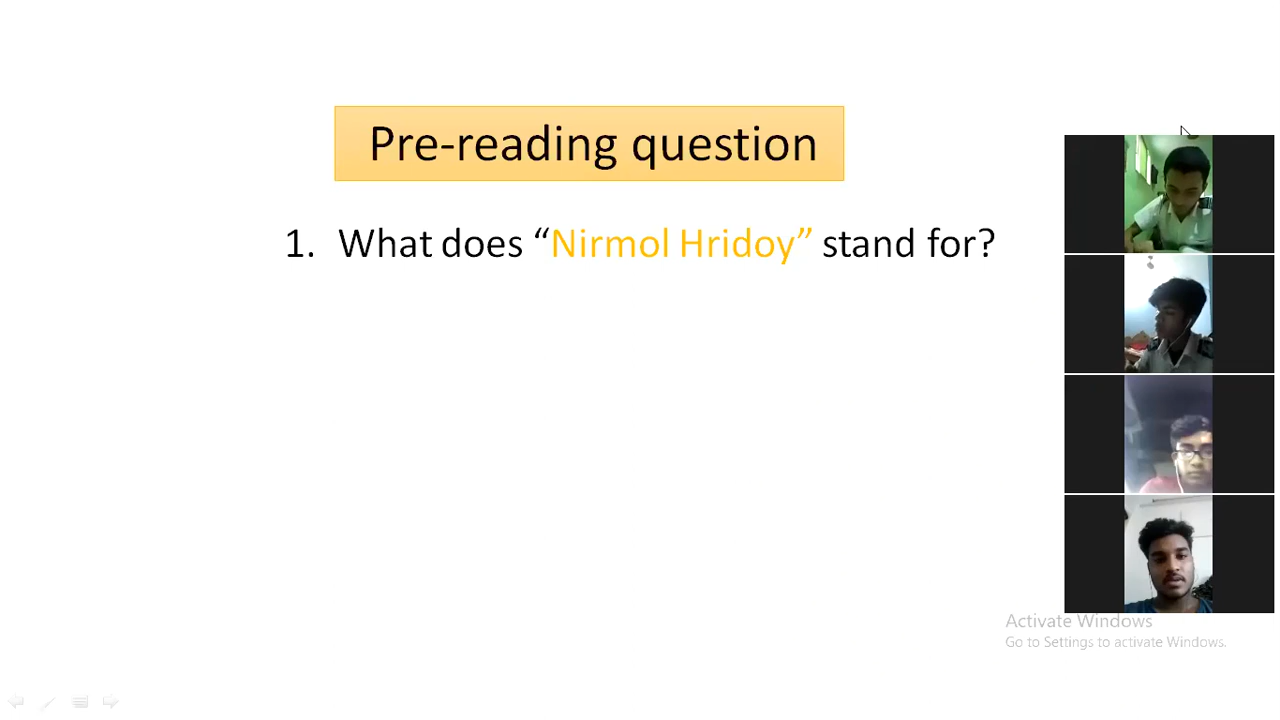 Pre-reading question
1. What does “Nirmol Hridoy” stand for?
Activate Windows
Go to Settings to activate Windows.